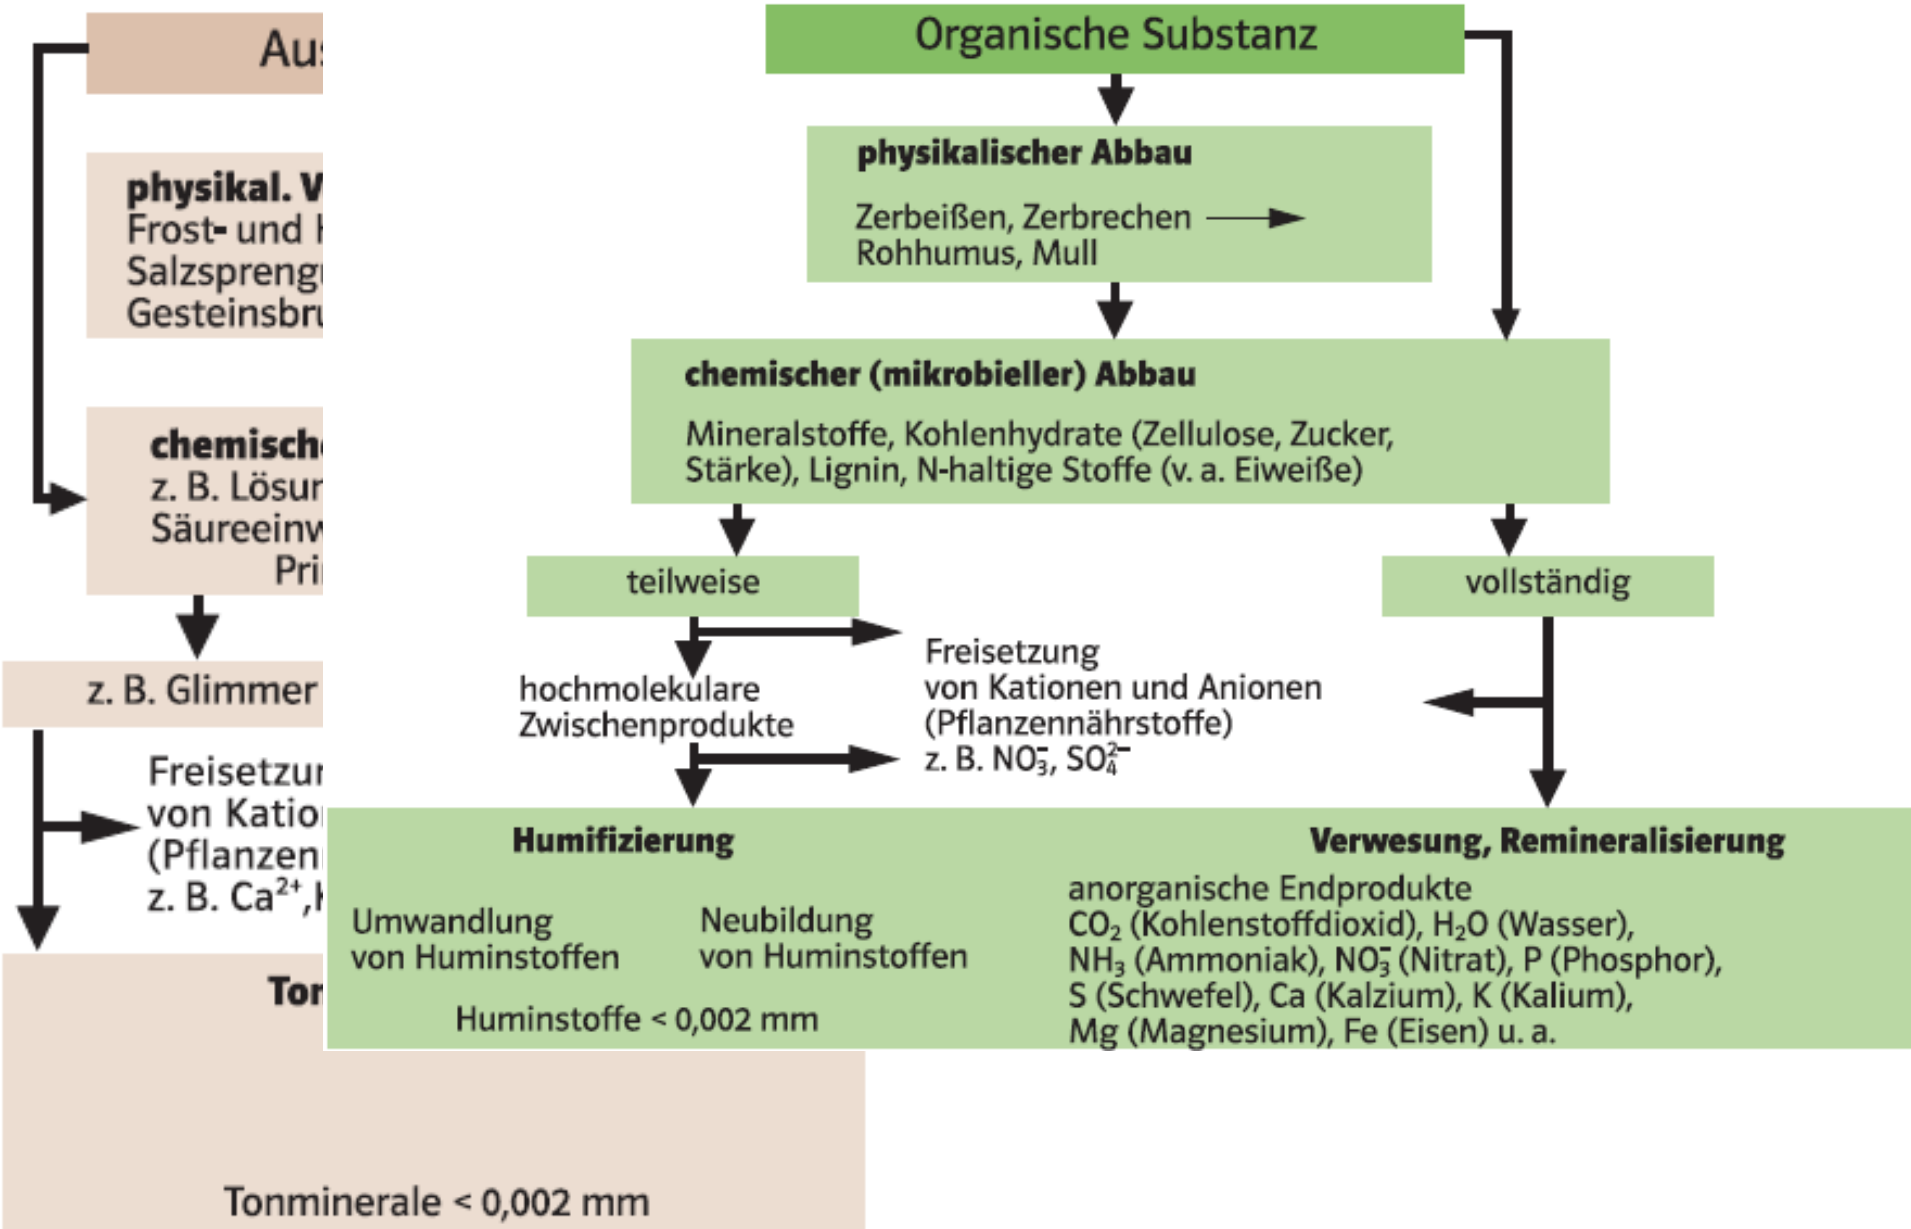 Organische Substanz
physikalischer Abbau
Zerbeißen, Zerbrechen
Rohhumus, Mull
chemischer (mikrobieller) Abbau
Mineralstoffe, Kohlenhydrate (Zellulose, Zucker,
Stärke), Lignin, N-haltige Stoffe (v. a. Eiweiße)
teilweise
vollständig
hochmolekulare
Zwischenprodukte
Freisetzung
von Kationen und Anionen
(Pflanzennährstoffe)
z. B. NO₃⁻, SO₄²⁻
Humifizierung
Umwandlung
von Huminstoffen
Neubildung
von Huminstoffen
Huminstoffe < 0,002 mm
Verwesung, Remineralisierung
anorganische Endprodukte
CO₂ (Kohlenstoffdioxid), H₂O (Wasser),
NH₃ (Ammoniak), NO₃⁻ (Nitrat), P (Phosphor),
S (Schwefel), Ca (Kalzium), K (Kalium),
Mg (Magnesium), Fe (Eisen) u. a.
physikal.
Frost- und
z. B.
z. B. Glimmer
von
z. B. Ca²⁺,
Tonminerale < 0,002 mm